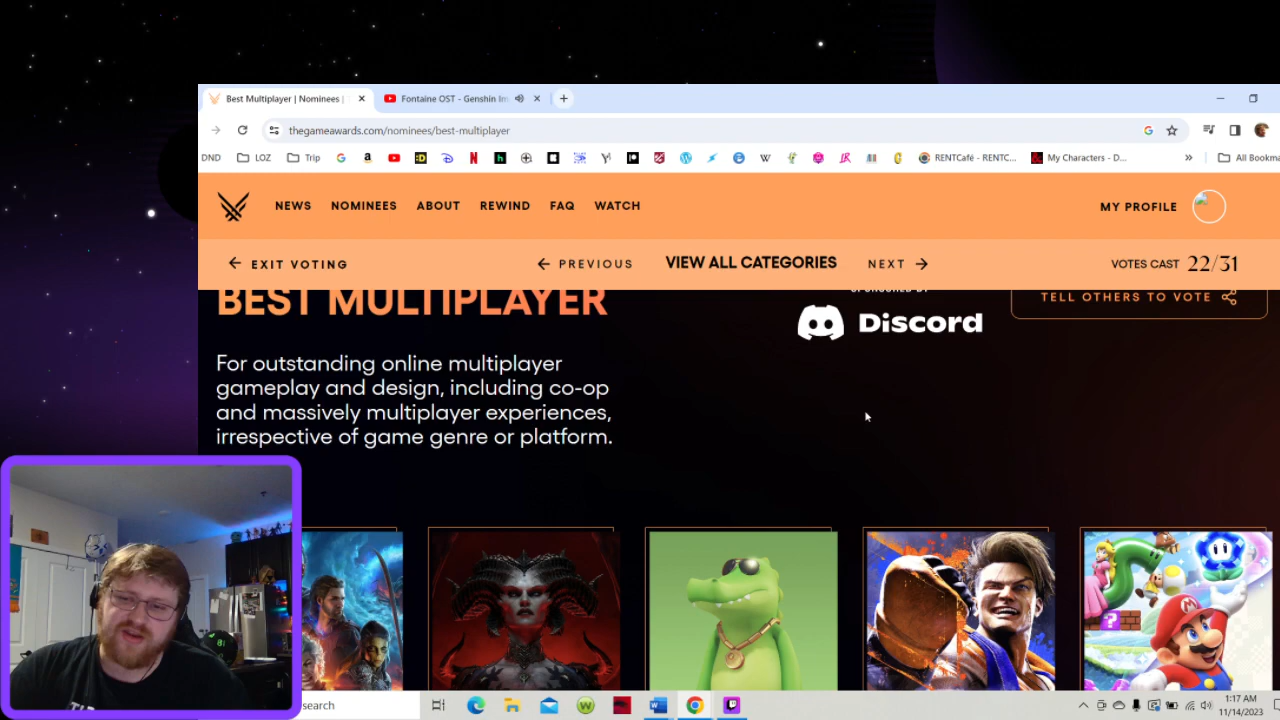 Best Multiplayer | Nominees |
Fontaine OST - Genshin Im
thegameawards.com/nominees/best-multiplayer
DND
LOZ
Trip
RENTCafé - RENTC...
My Characters - D...
»
All Bookma
NEWS
NOMINEES
ABOUT
REWIND
FAQ
WATCH
MY PROFILE
EXIT VOTING
PREVIOUS
VIEW ALL CATEGORIES
NEXT
VOTES CAST 22/31
BEST MULTIPLAYER
SPONSORED BY
Discord
TELL OTHERS TO VOTE
For outstanding online multiplayer
gameplay and design, including co-op
and massively multiplayer experiences,
irrespective of game genre or platform.
search
1:17 AM
11/14/2023